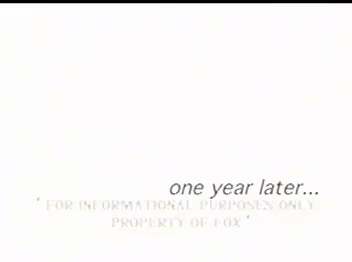 one year later...
' FOR INFORMATIONAL PURPOSES ONLY
PROPERTY OF FOX '